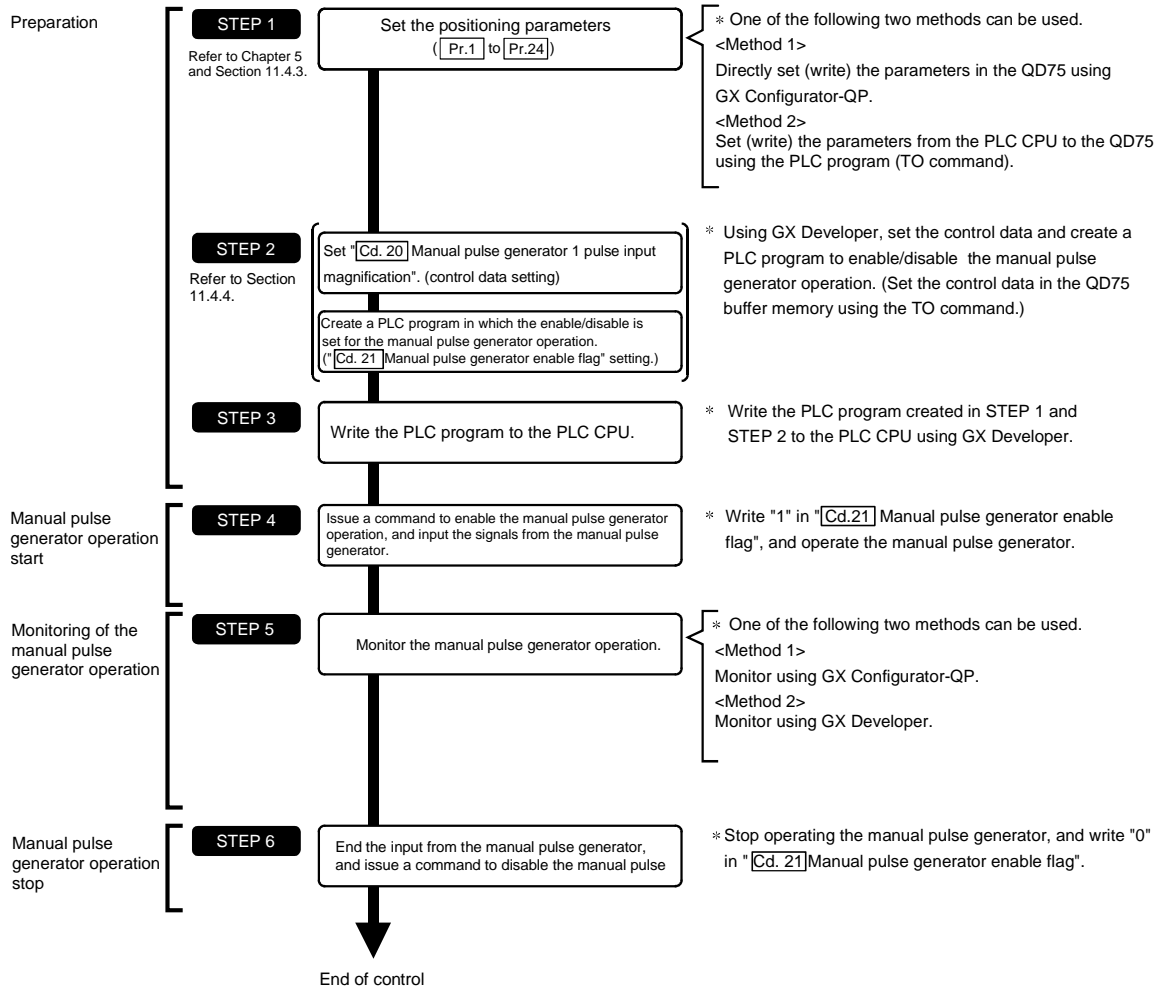 Preparation
STEP 1
Refer to Chapter 5
and Section 11.4.3.
Set the positioning parameters
( Pr.1 to Pr.24 )
* One of the following two methods can be used.
<Method 1>
Directly set (write) the parameters in the QD75 using
GX Configurator-QP.
<Method 2>
Set (write) the parameters from the PLC CPU to the QD75
using the PLC program (TO command).
STEP 2
Refer to Section
11.4.4.
Set "Cd. 20 Manual pulse generator 1 pulse input
magnification". (control data setting)
Create a PLC program in which the enable/disable is
set for the manual pulse generator operation.
("Cd. 21 Manual pulse generator enable flag" setting.)
* Using GX Developer, set the control data and create a
PLC program to enable/disable the manual pulse
generator operation. (Set the control data in the QD75
buffer memory using the TO command.)
STEP 3
Write the PLC program to the PLC CPU.
* Write the PLC program created in STEP 1 and
STEP 2 to the PLC CPU using GX Developer.
Manual pulse
generator operation
start
STEP 4
Issue a command to enable the manual pulse generator
operation, and input the signals from the manual pulse
generator.
* Write "1" in "Cd.21 Manual pulse generator enable
flag", and operate the manual pulse generator.
Monitoring of the
manual pulse
generator operation
STEP 5
Monitor the manual pulse generator operation.
* One of the following two methods can be used.
<Method 1>
Monitor using GX Configurator-QP.
<Method 2>
Monitor using GX Developer.
Manual pulse
generator operation
stop
STEP 6
End the input from the manual pulse generator,
and issue a command to disable the manual pulse
* Stop operating the manual pulse generator, and write "0"
in " Cd. 21 Manual pulse generator enable flag".
End of control